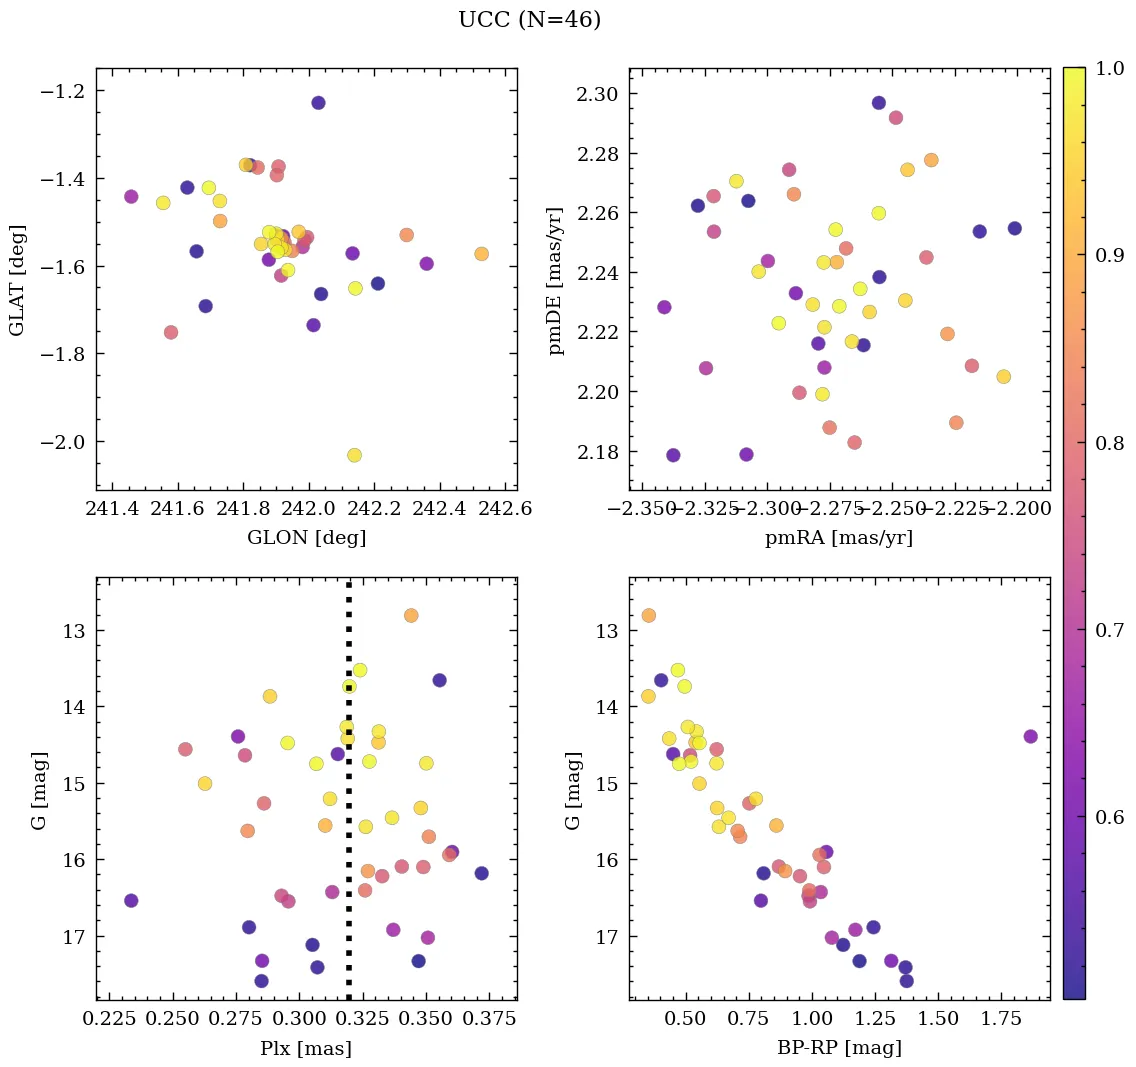 UCC (N=46)
−1.2
−1.4
−1.6
−1.8
−2.0
GLAT [deg]
241.4 241.6 241.8 242.0 242.2 242.4 242.6
GLON [deg]
2.30
2.28
2.26
2.24
2.22
2.20
2.18
pmDE [mas/yr]
−2.350 −2.325 −2.300 −2.275 −2.250 −2.225 −2.200
pmRA [mas/yr]
1.0
0.9
0.8
0.7
0.6
13
14
15
16
17
G [mag]
0.225 0.250 0.275 0.300 0.325 0.350 0.375
Plx [mas]
13
14
15
16
17
G [mag]
0.50 0.75 1.00 1.25 1.50 1.75
BP-RP [mag]